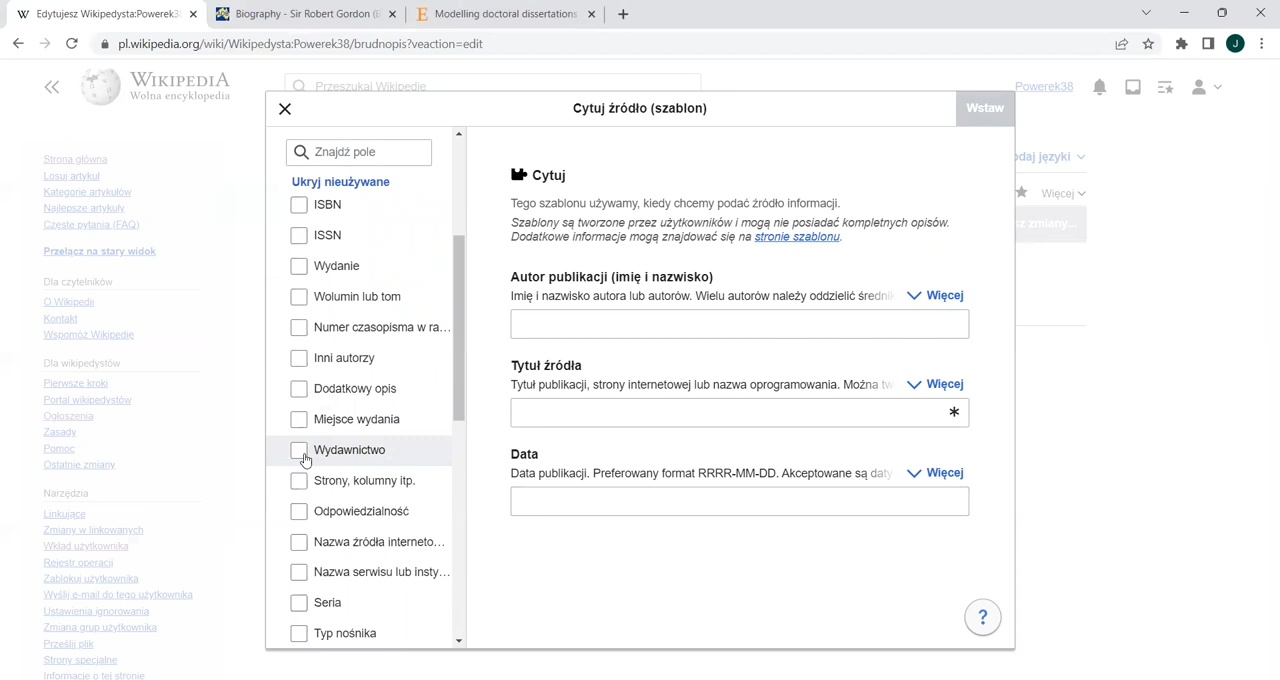 Edytujesz Wikipedysta:Powerek3
Biography - Sir Robert Gordon (E
Modelling doctoral dissertations
pl.wikipedia.org/wiki/Wikipedysta:Powerek38/brudnopis?veaction=edit
J
WIKIPEDIA
Wolna encyklopedia
Przeszukaj Wikipedię
Powerek38
Cytuj źródło (szablon)
Wstaw
Znajdź pole
Ukryj nieużywane
ISBN
ISSN
Wydanie
Wolumin lub tom
Numer czasopisma w ra...
Inni autorzy
Dodatkowy opis
Miejsce wydania
Wydawnictwo
Strony, kolumny itp.
Odpowiedzialność
Nazwa źródła interneto...
Nazwa serwisu lub insty...
Seria
Typ nośnika
Cytuj
Tego szablonu używamy, kiedy chcemy podać źródło informacji.
Szablony są tworzone przez użytkowników i mogą nie posiadać kompletnych opisów.
Dodatkowe informacje mogą znajdować się na stronie szablonu.
Autor publikacji (imię i nazwisko)
Imię i nazwisko autora lub autorów. Wielu autorów należy oddzielić średni
Więcej
Tytuł źródła
Tytuł publikacji, strony internetowej lub nazwa oprogramowania. Można tw
Więcej
*
Data
Data publikacji. Preferowany format RRRR-MM-DD. Akceptowane są daty
Więcej
?
Strona główna
Losuj artykuł
Kategorie artykułów
Najlepsze artykuły
Częste pytania (FAQ)
Przełącz na stary widok
Dla czytelników
O Wikipedii
Kontakt
Wspomóż Wikipedię
Dla wikipedystów
Pierwsze kroki
Portal wikipedystów
Ogłoszenia
Zasady
Pomoc
Ostatnie zmiany
Narzędzia
Linkujące
Zmiany w linkowanych
Wkład użytkownika
Rejestr operacji
Zablokuj użytkownika
Wyślij e-mail do tego użytkownika
Ustawienia ignorowania
Zmiana grup użytkownika
Prześlij plik
Strony specjalne
Informacje o tej stronie
odaj języki
Więcej
cz zmiany...